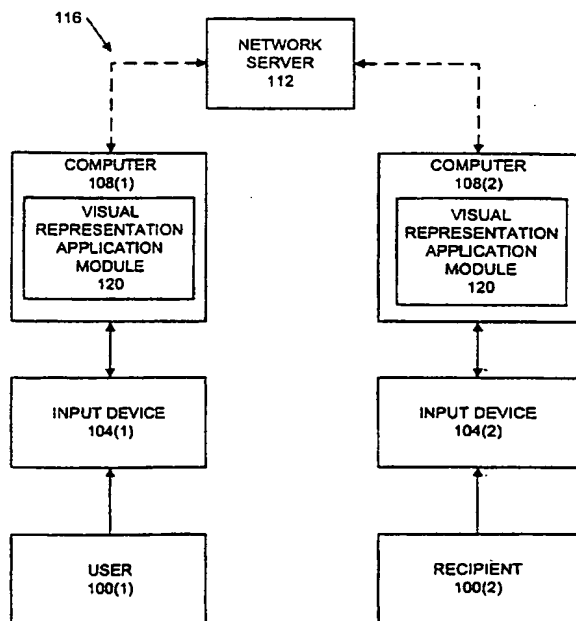 116
NETWORK
SERVER
112
COMPUTER
108(1)
VISUAL
REPRESENTATION
APPLICATION
MODULE
120
COMPUTER
108(2)
VISUAL
REPRESENTATION
APPLICATION
MODULE
120
INPUT DEVICE
104(1)
INPUT DEVICE
104(2)
USER
100(1)
RECIPIENT
100(2)